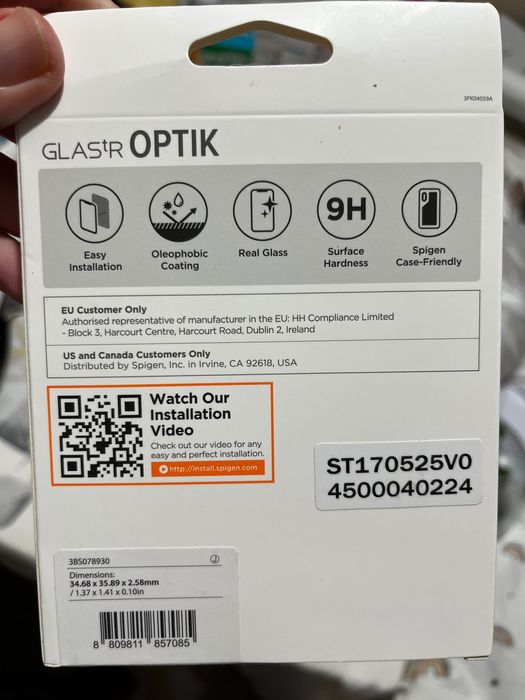 3PK04059A
GLAStR OPTIK
Easy
Installation
Oleophobic
Coating
Real Glass
9H
Surface
Hardness
Spigen
Case-Friendly
EU Customer Only
Authorised representative of manufacturer in the EU: HH Compliance Limited
- Block 3, Harcourt Centre, Harcourt Road, Dublin 2, Ireland
US and Canada Customers Only
Distributed by Spigen, Inc. in Irvine, CA 92618, USA
Watch Our
Installation
Video
Check out our video for any
easy and perfect installation.
http://install.spigen.com
ST170525V0
4500040224
3BS078930 J
Dimensions:
34.68 x 35.89 x 2.58mm
/ 1.37 x 1.41 x 0.10in
8 809811 857085